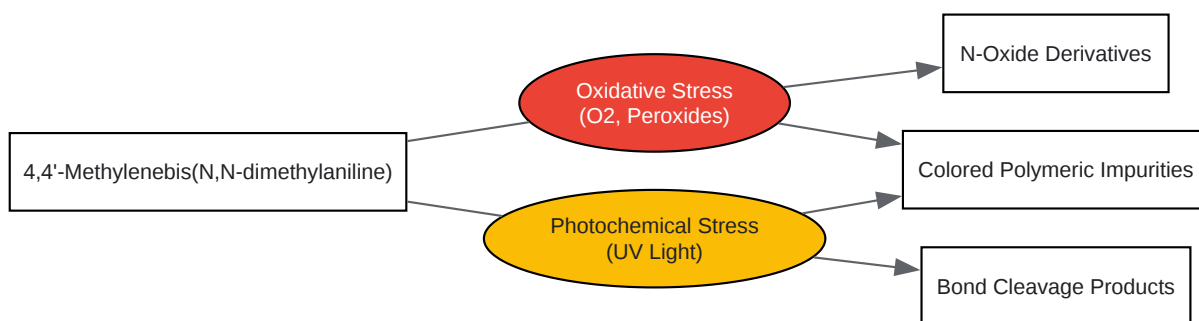 4,4'-Methylenebis(N,N-dimethylaniline)
Oxidative Stress
(O2, Peroxides)
Photochemical Stress
(UV Light)
N-Oxide Derivatives
Colored Polymeric Impurities
Bond Cleavage Products